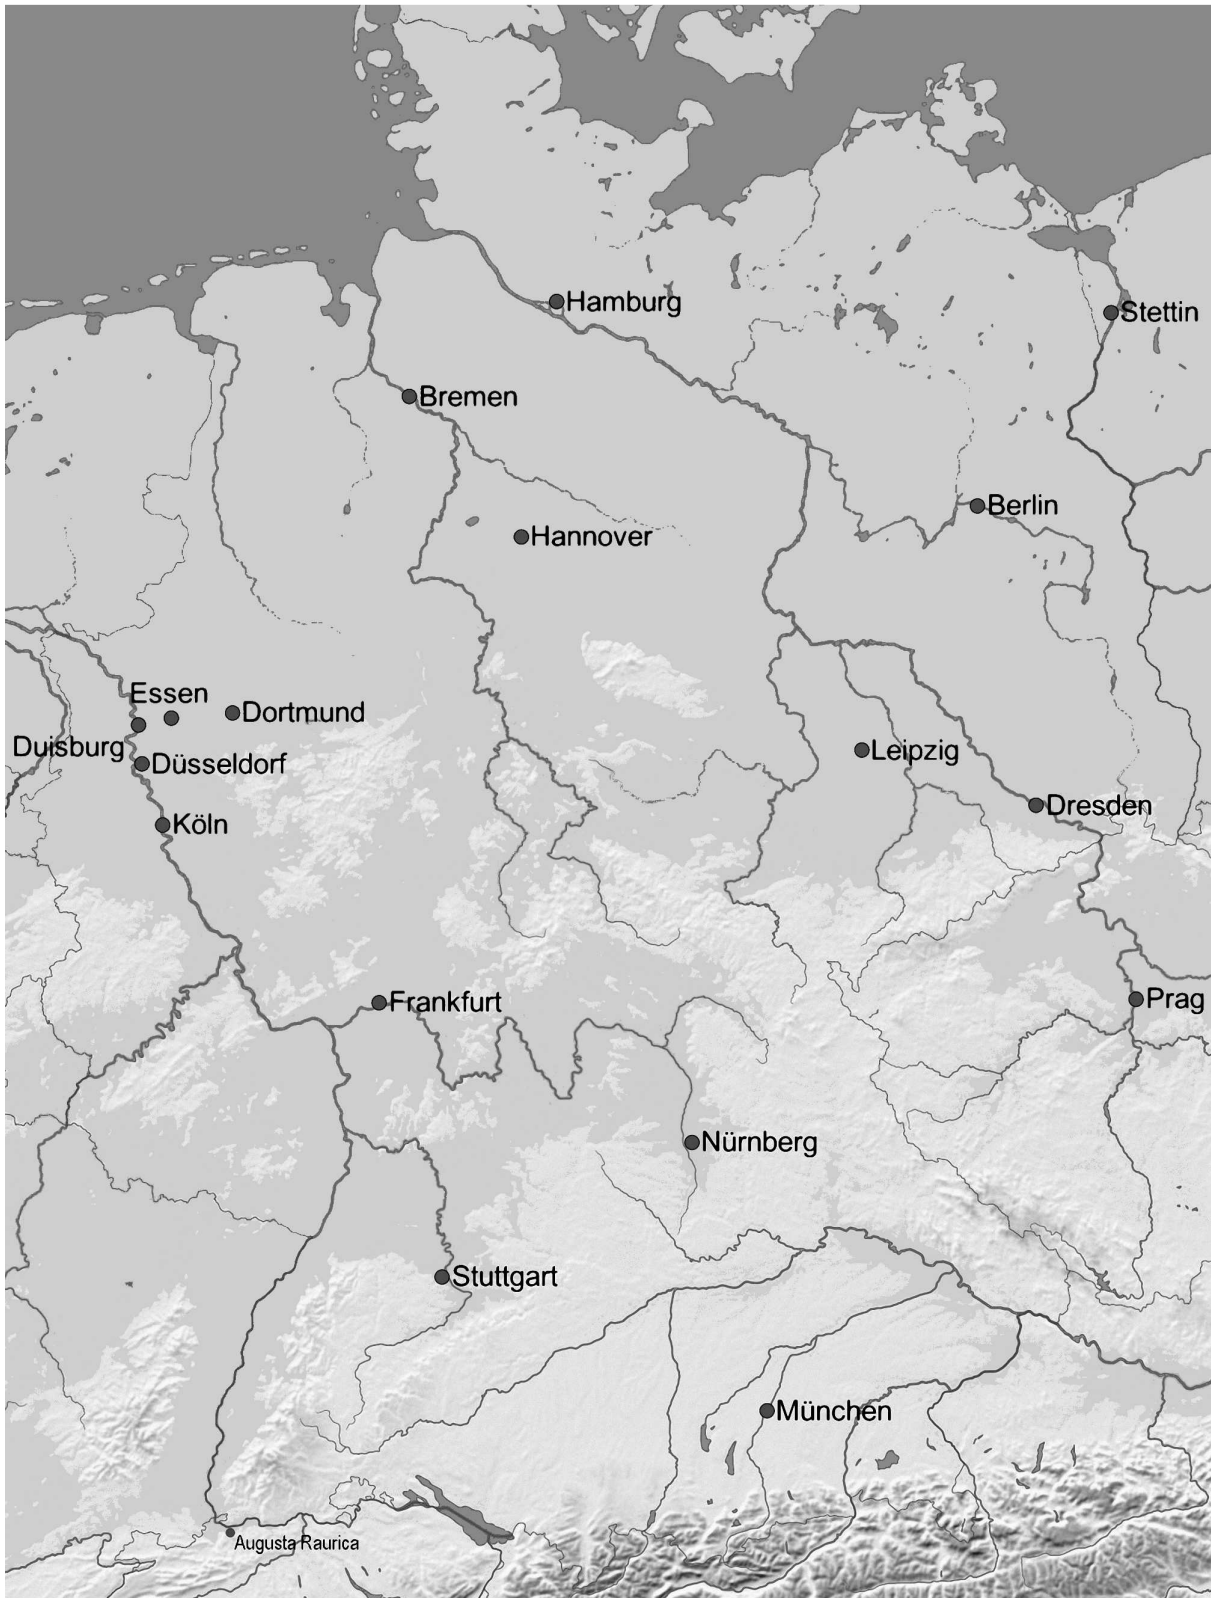 Hamburg
Stettin
Bremen
Berlin
Hannover
Essen
Dortmund
Duisburg
Düsseldorf
Leipzig
Dresden
Köln
Frankfurt
Prag
Nürnberg
Stuttgart
München
Augusta Raurica